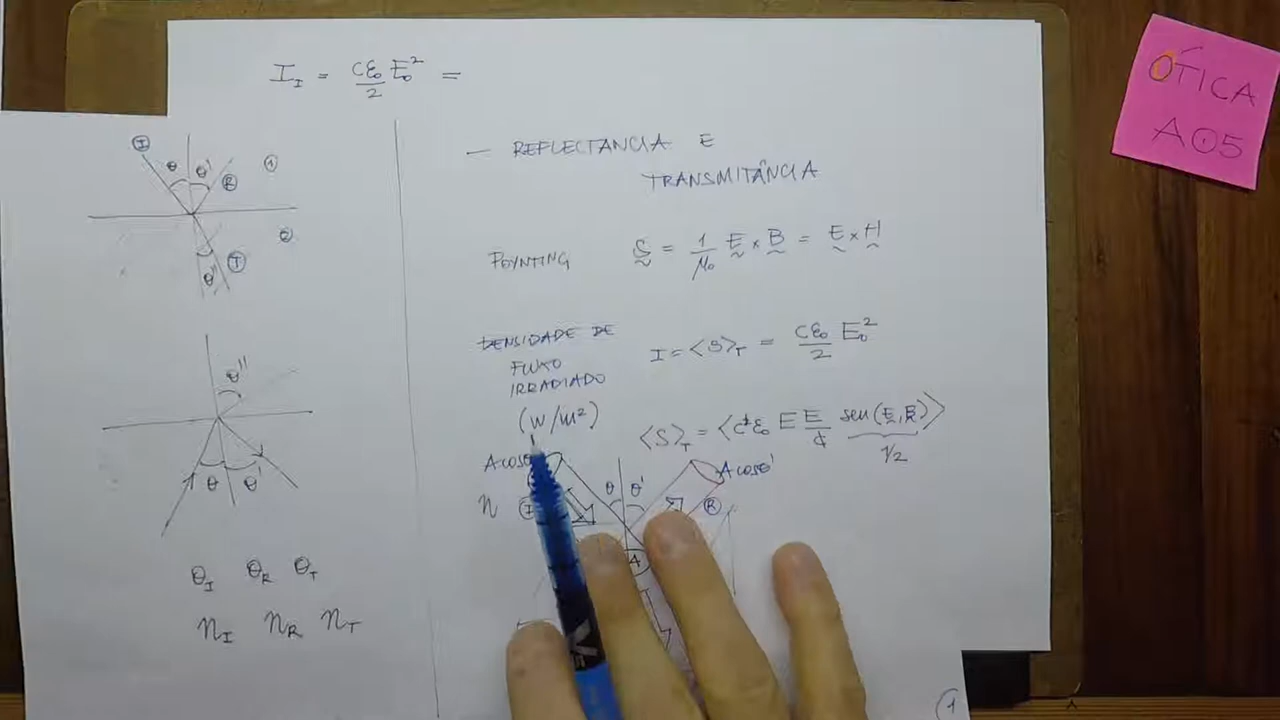 I_I = cε₀/2 E₀² =
ÓTICA
A05
— REFLECTANCIA E
TRANSMITÂNCIA
I θ θ' R 1
2
θ'' T
POYNTING S = 1/μ₀ E × B = E × H
DENSIDADE DE
FLUXO
IRRADIADO
(W/m²)
I = <S>_T = cε₀/2 E₀²
<S>_T = <c²ε₀ E E/c sen(E,B)>
1/2
θ''
θ θ'
A cosθ θ θ' A cosθ'
n I R
A
θ_I θ_R θ_T
n_I n_R n_T
1